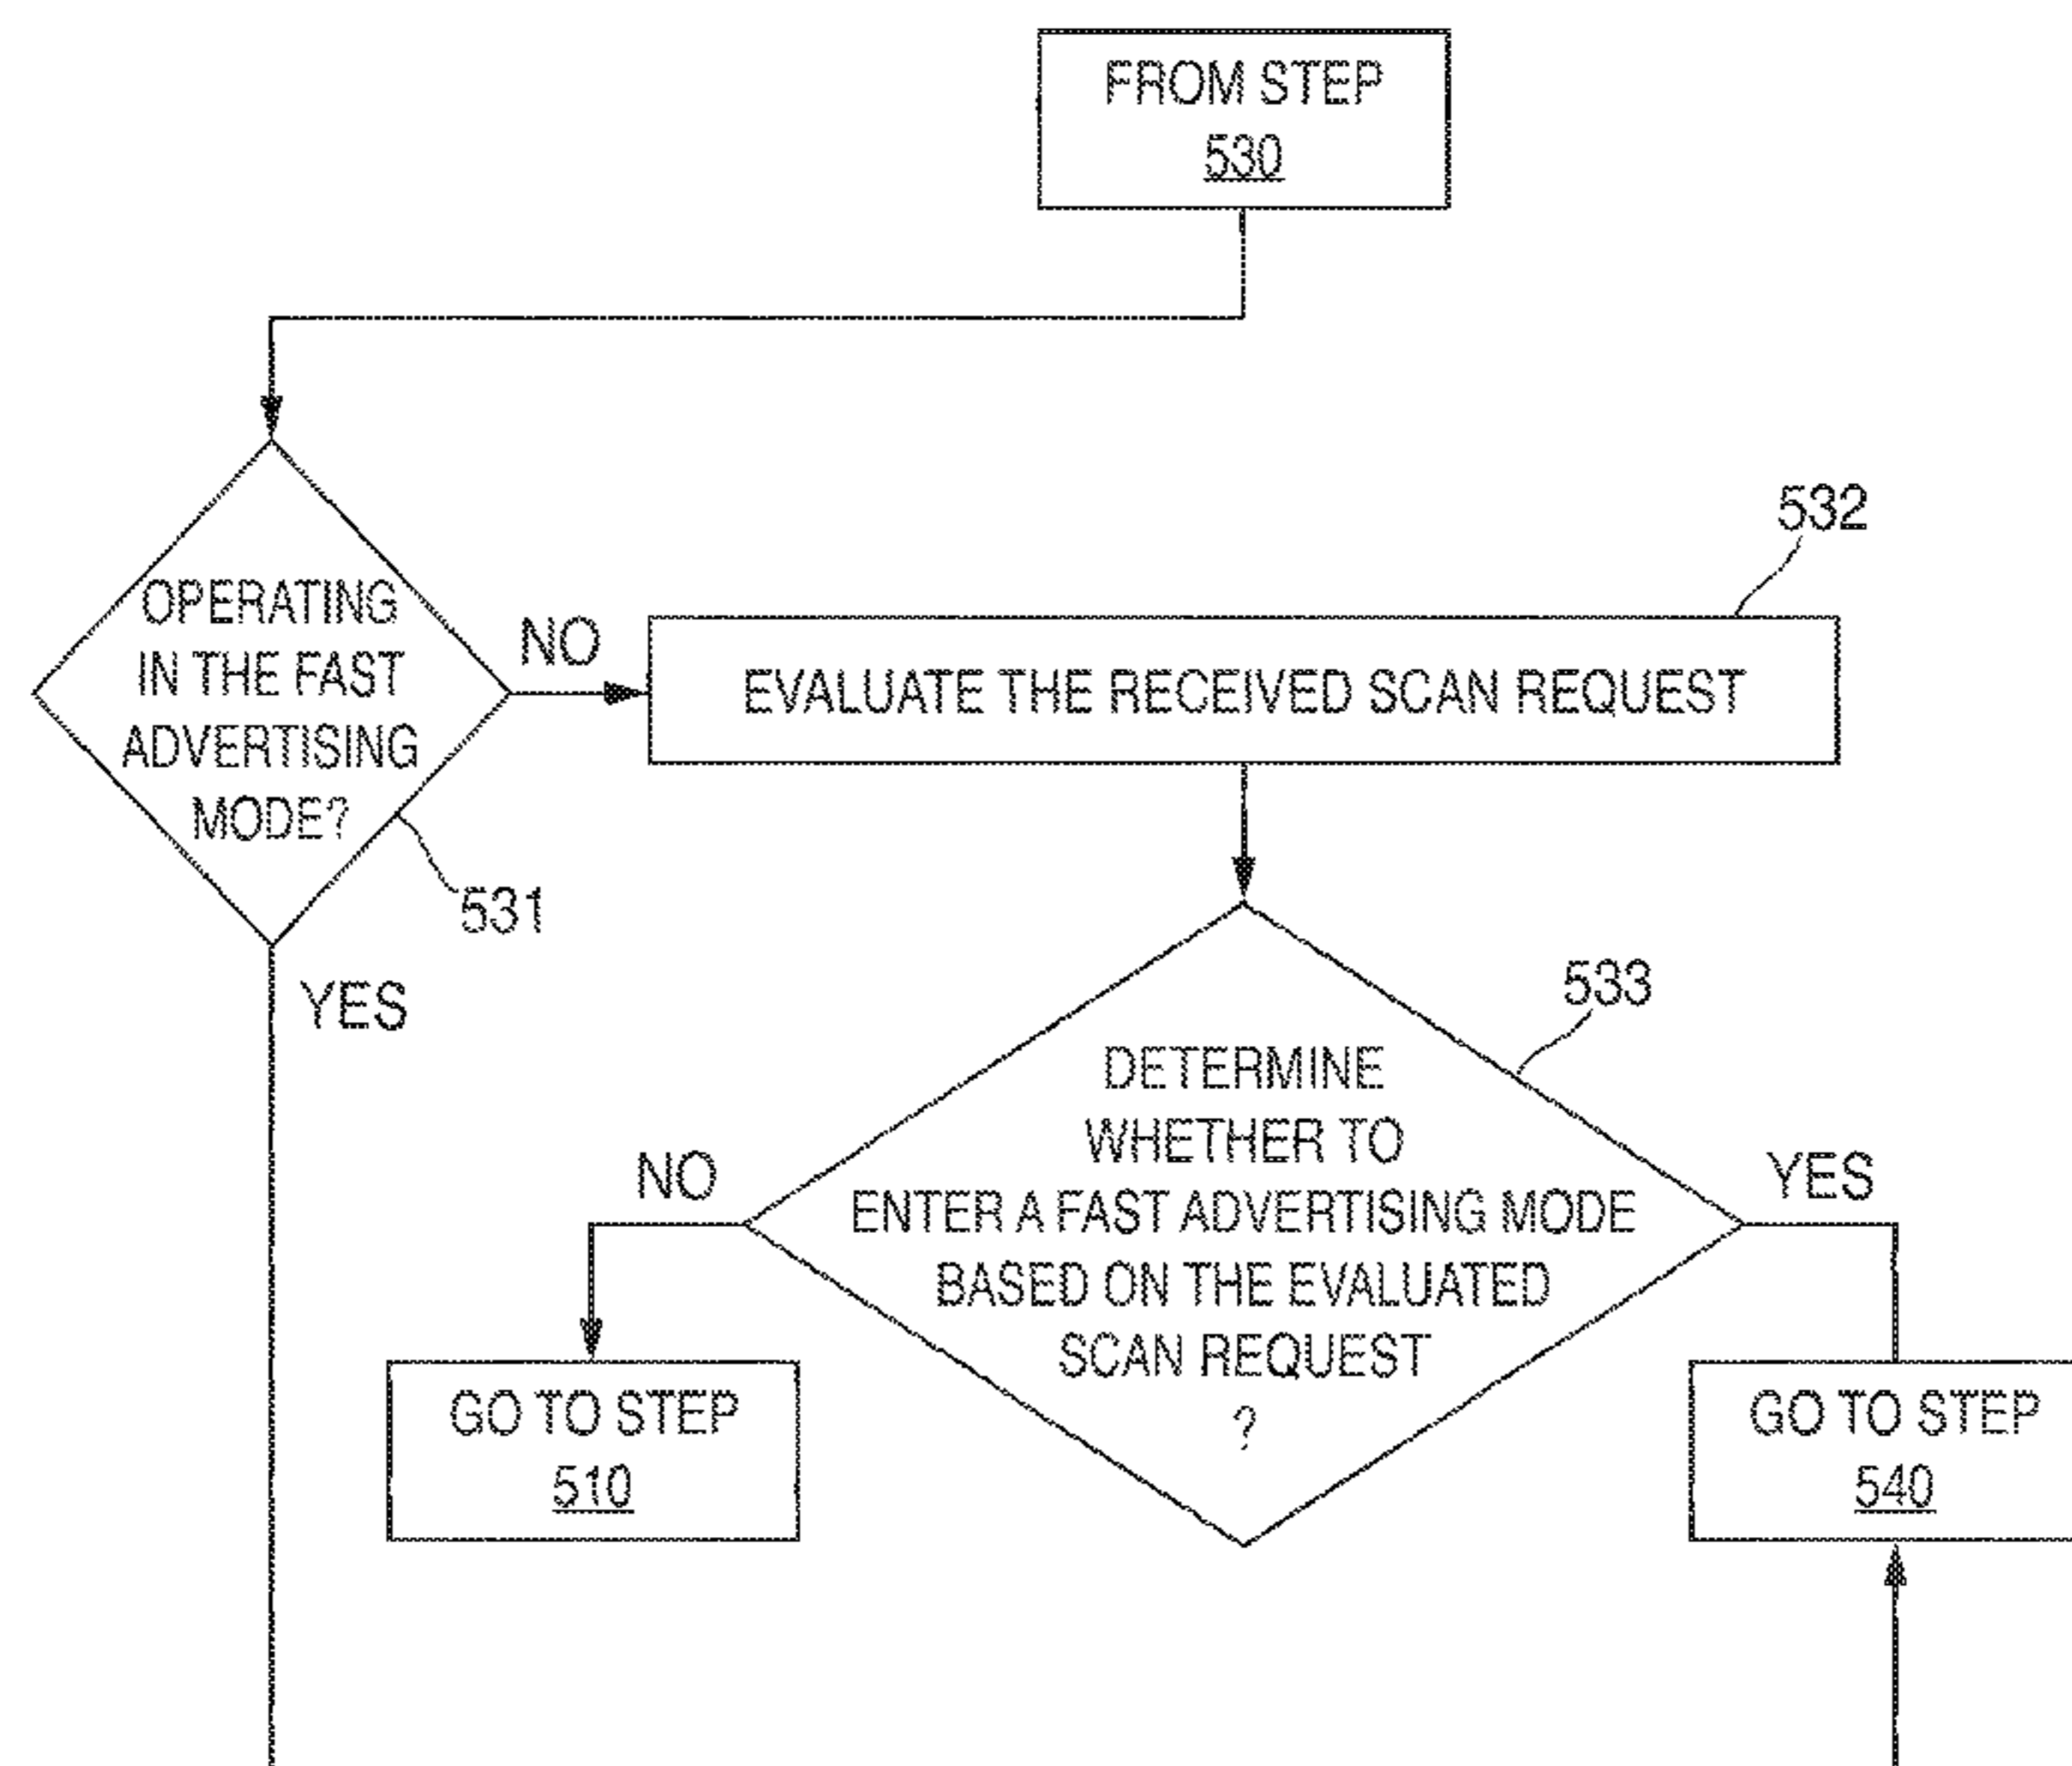 FROM STEP
530
OPERATING
IN THE FAST
ADVERTISING
MODE?
531
NO
YES
532
EVALUATE THE RECEIVED SCAN REQUEST
533
DETERMINE
WHETHER TO
ENTER A FAST ADVERTISING MODE
BASED ON THE EVALUATED
SCAN REQUEST
?
NO
YES
GO TO STEP
510
GO TO STEP
540